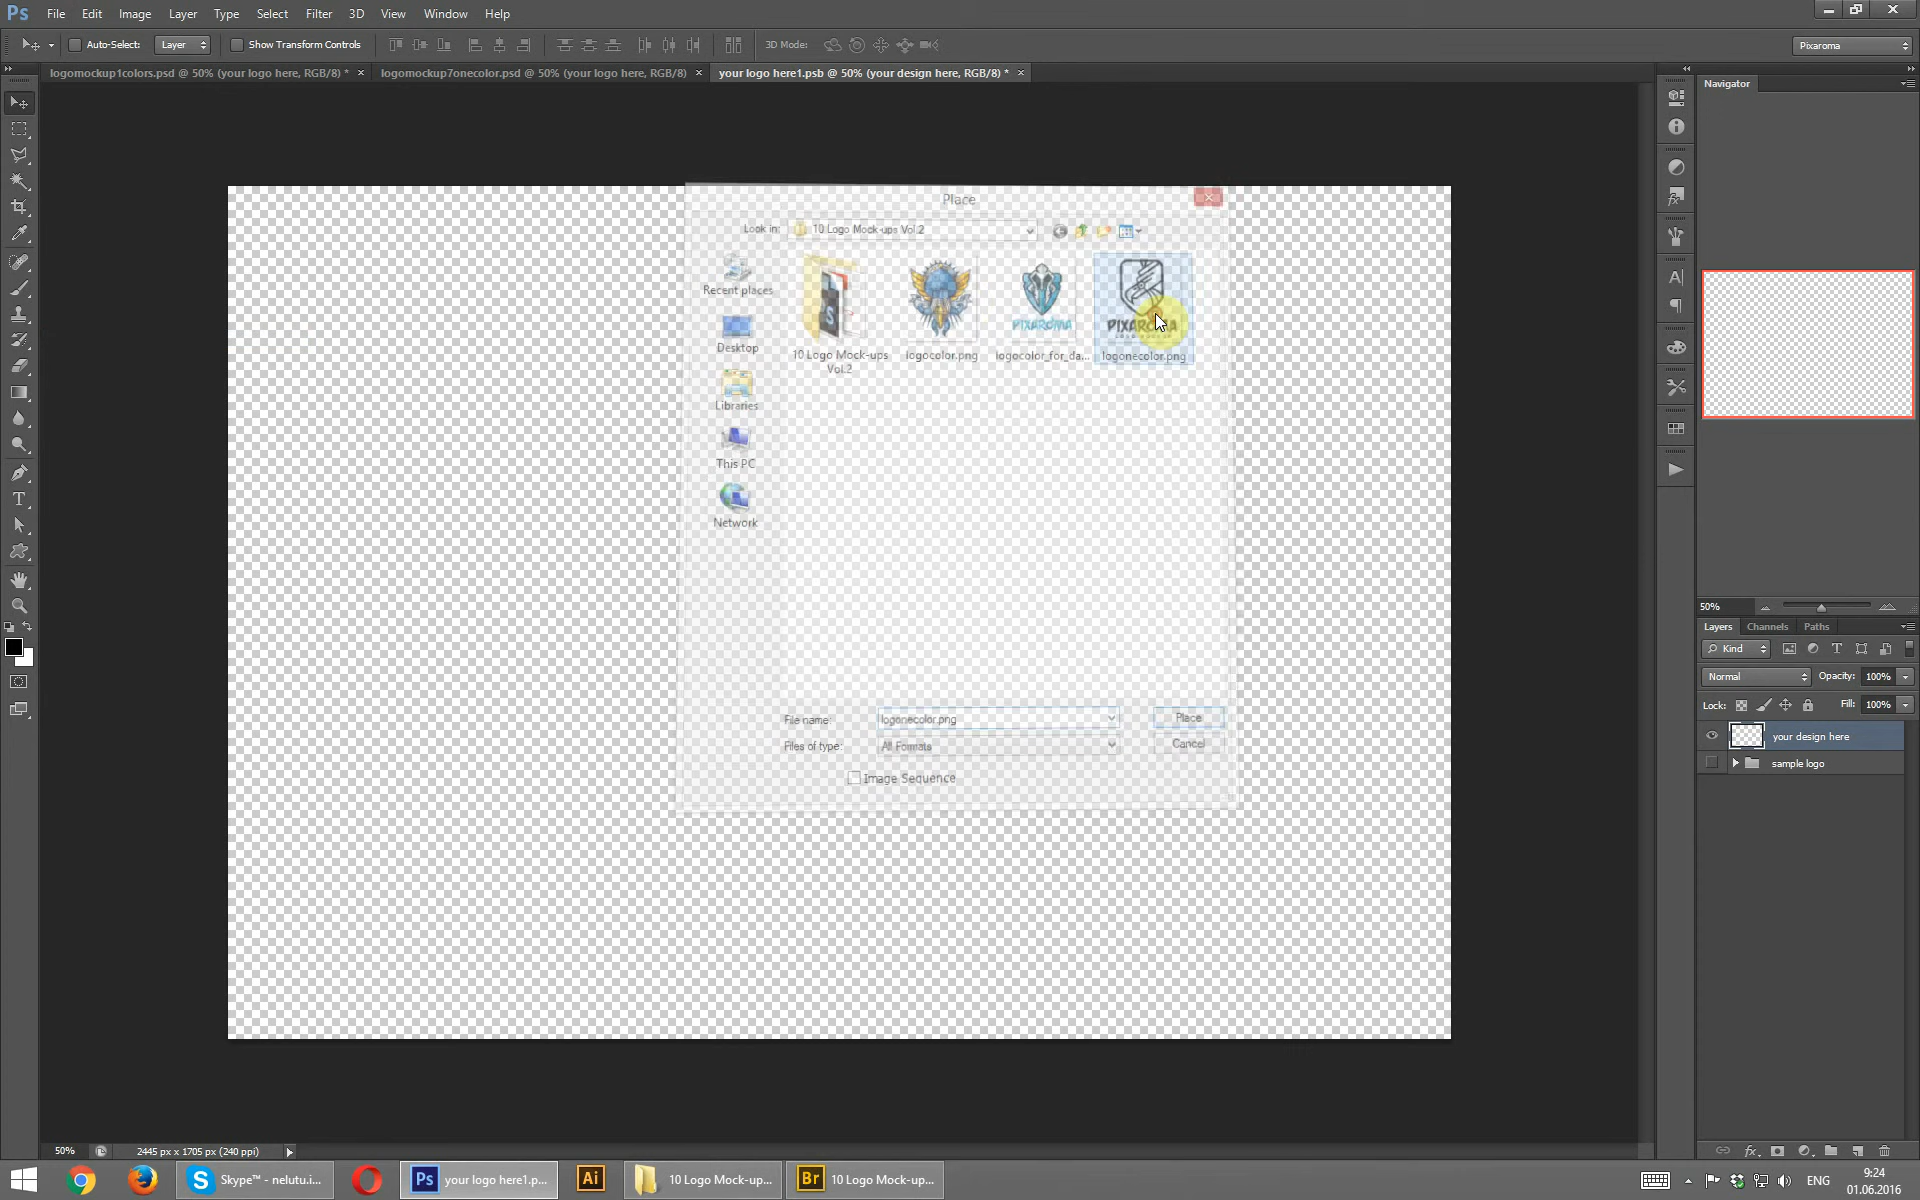 Ps File Edit Image Layer Type Select Filter 3D View Window Help
Auto-Select: Layer Show Transform Controls 3D Mode: Pixaroma
logomockup1colors.psd @ 50% (your logo here, RGB/8) * × logomockup7onecolor.psd @ 50% (your logo here, RGB/8) × your logo here1.psb @ 50% (your design here, RGB/8) * ×
Navigator
Place
Look in: 10 Logo Mock-ups Vol.2
Recent places
Desktop
Libraries
This PC
Network
PIXAROMA
PIXAROMA
10 Logo Mock-ups Vol.2
logocolor.png
logocolor_for_da...
logonecolor.png
File name: logonecolor.png Place
Files of type: All Formats Cancel
Image Sequence
50%
Layers Channels Paths
Kind
Normal Opacity: 100%
Lock: Fill: 100%
your design here
sample logo
50% 2445 px x 1705 px (240 ppi)
Skype™ - nelutu.i...
Ps your logo here1.p...
Ai
10 Logo Mock-up...
Br 10 Logo Mock-up...
ENG
9:24
01.06.2016